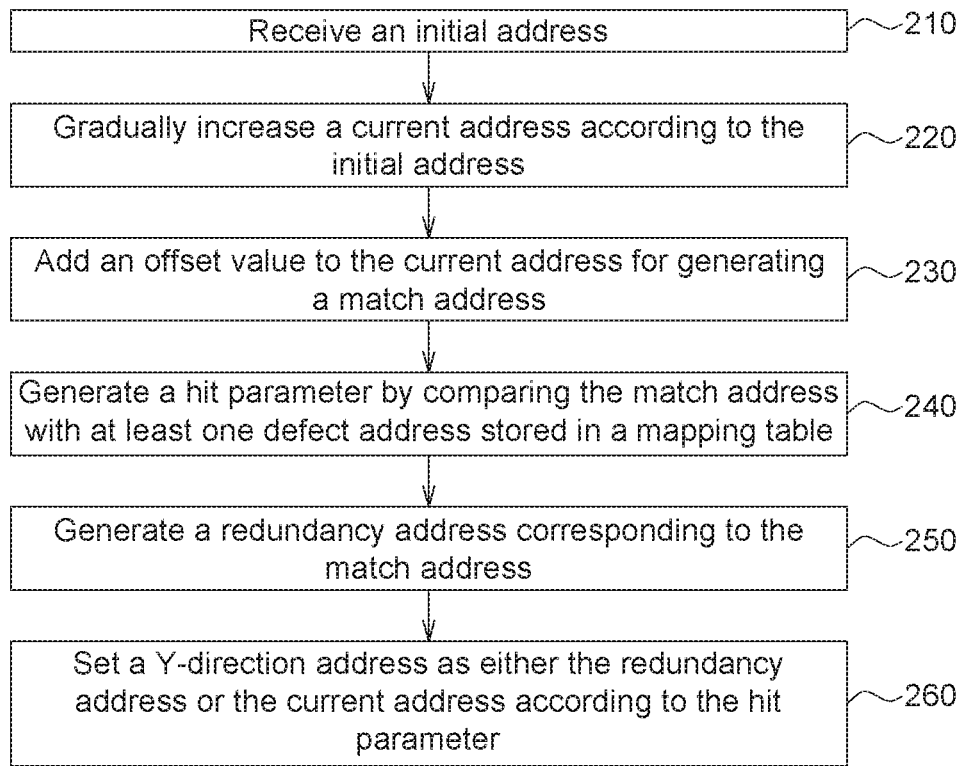 Receive an initial address
210
Gradually increase a current address according to the
initial address
220
Add an offset value to the current address for generating
a match address
230
Generate a hit parameter by comparing the match address
with at least one defect address stored in a mapping table
240
Generate a redundancy address corresponding to the
match address
250
Set a Y-direction address as either the redundancy
address or the current address according to the hit
parameter
260